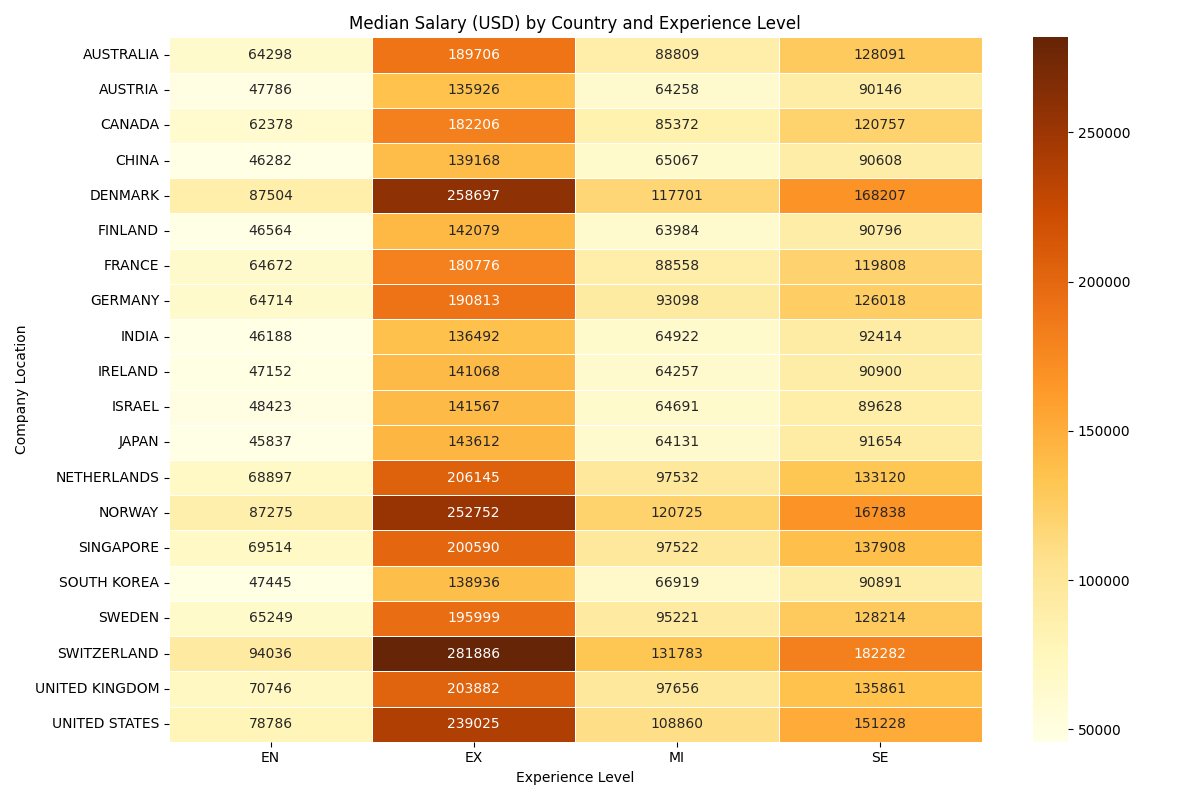 Median Salary (USD) by Country and Experience Level
AUSTRALIA 64298 189706 88809 128091
AUSTRIA 47786 135926 64258 90146
CANADA 62378 182206 85372 120757
CHINA 46282 139168 65067 90608
DENMARK 87504 258697 117701 168207
FINLAND 46564 142079 63984 90796
FRANCE 64672 180776 88558 119808
GERMANY 64714 190813 93098 126018
INDIA 46188 136492 64922 92414
IRELAND 47152 141068 64257 90900
ISRAEL 48423 141567 64691 89628
JAPAN 45837 143612 64131 91654
NETHERLANDS 68897 206145 97532 133120
NORWAY 87275 252752 120725 167838
SINGAPORE 69514 200590 97522 137908
SOUTH KOREA 47445 138936 66919 90891
SWEDEN 65249 195999 95221 128214
SWITZERLAND 94036 281886 131783 182282
UNITED KINGDOM 70746 203882 97656 135861
UNITED STATES 78786 239025 108860 151228
EN EX MI SE
Experience Level
Company Location
250000
200000
150000
100000
50000